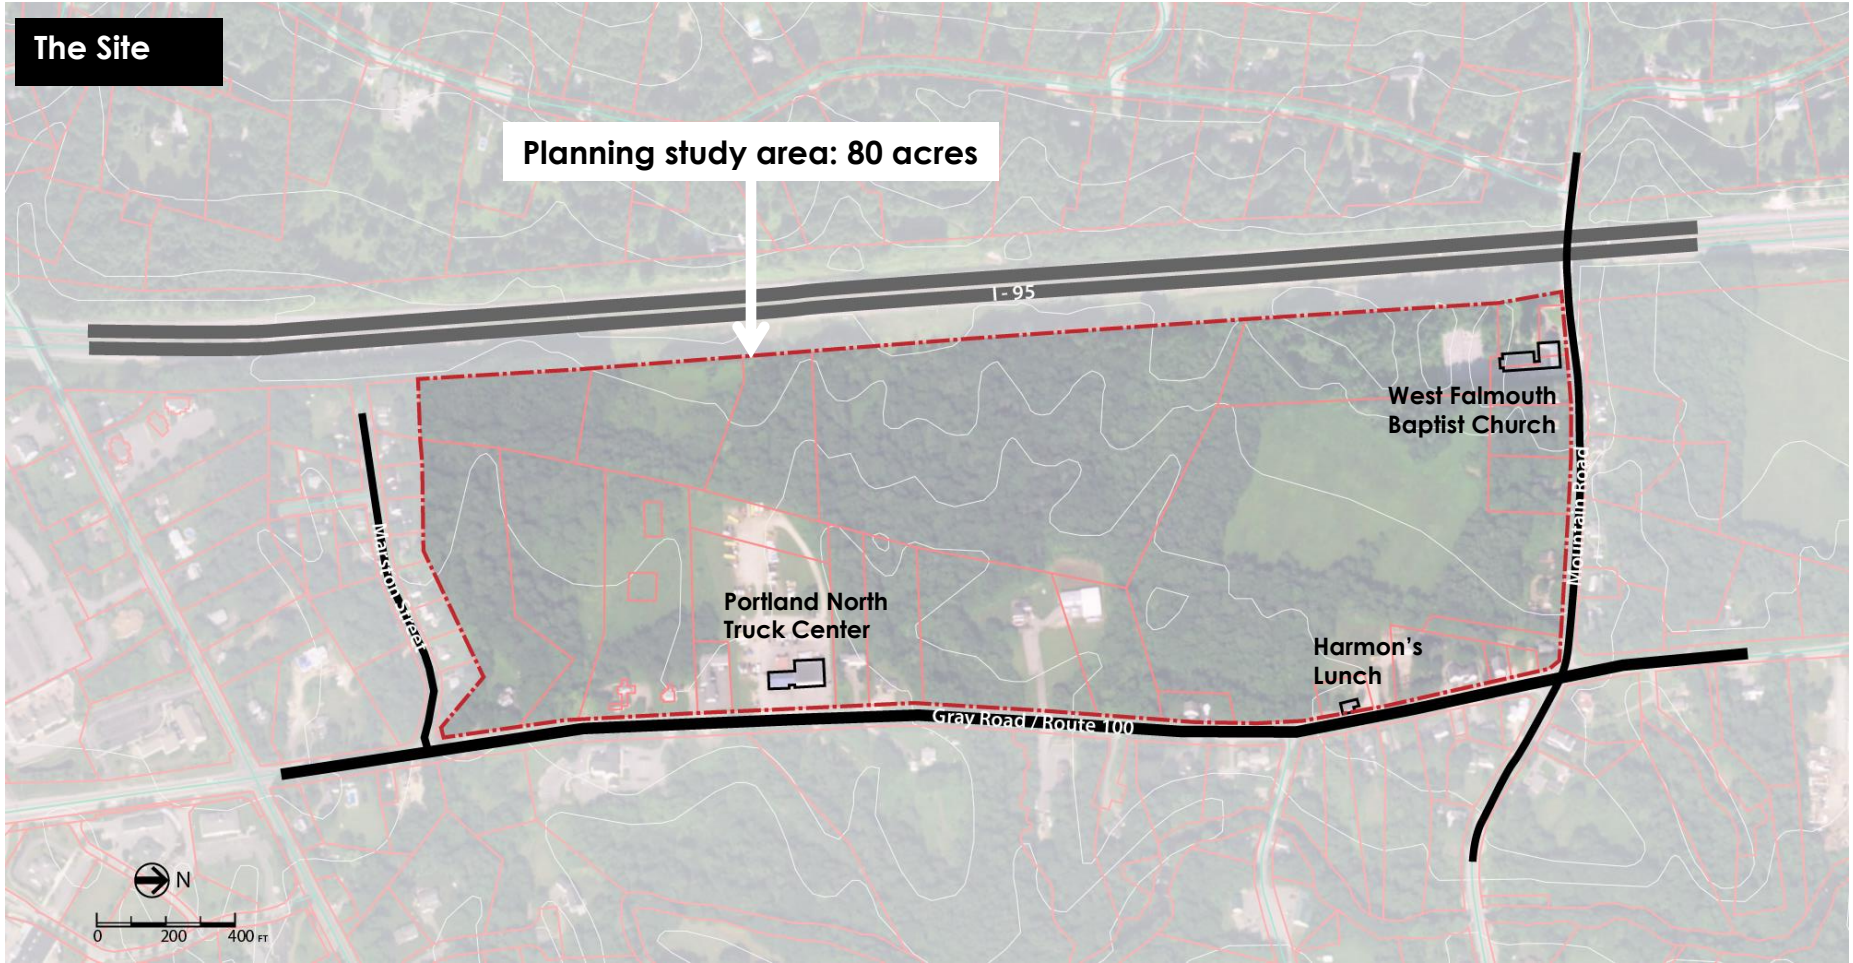 The Site
Planning study area: 80 acres
I - 95
West Falmouth
Baptist Church
Mountain Road
Marston Street
Portland North
Truck Center
Harmon's
Lunch
Gray Road / Route 100
N
0 200 400 FT